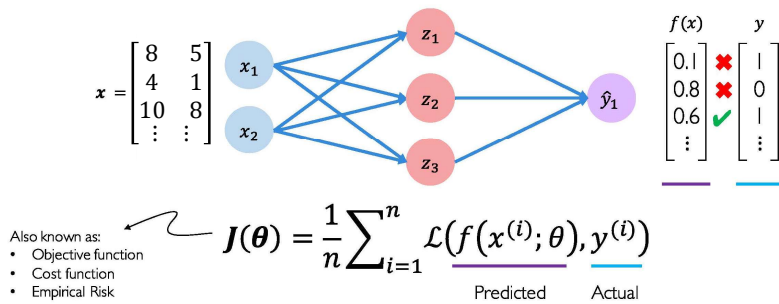 f(x) y
x = [8 5
4 1
10 8
⋮ ⋮]
x₁
x₂
z₁
z₂
z₃
ŷ₁
[0.1
0.8
0.6
⋮]
✖
✖
✔
[1
0
1
⋮]
J(θ) = 1/n ∑ᵢ₌₁ⁿ ℒ(f(x⁽ⁱ⁾; θ), y⁽ⁱ⁾)
Predicted Actual
Also known as:
• Objective function
• Cost function
• Empirical Risk